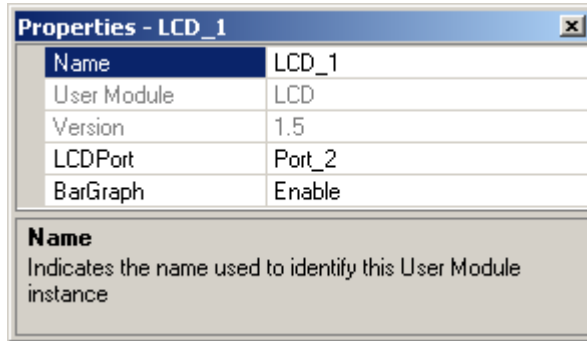 Properties - LCD_1
Name LCD_1
User Module LCD
Version 1.5
LCDPort Port_2
BarGraph Enable
Name
Indicates the name used to identify this User Module
instance